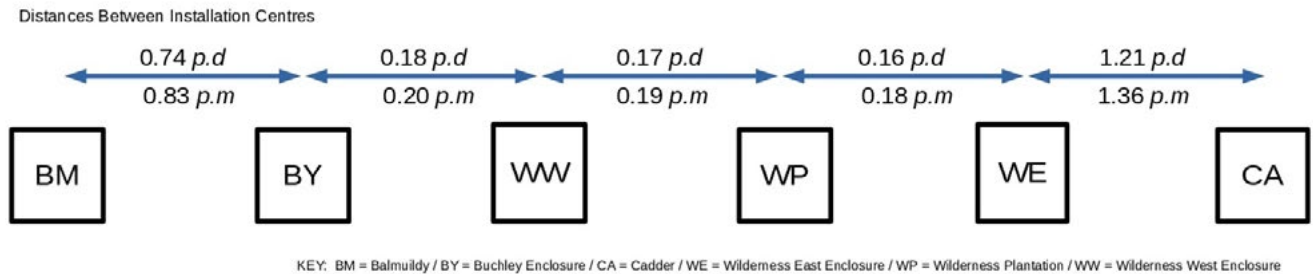 Distances Between Installation Centres
0.74 p.d 0.18 p.d 0.17 p.d 0.16 p.d 1.21 p.d
0.83 p.m 0.20 p.m 0.19 p.m 0.18 p.m 1.36 p.m
BM BY WW WP WE CA
KEY: BM = Balmuildy / BY = Buchley Enclosure / CA = Cadder / WE = Wilderness East Enclosure / WP = Wilderness Plantation / WW = Wilderness West Enclosure